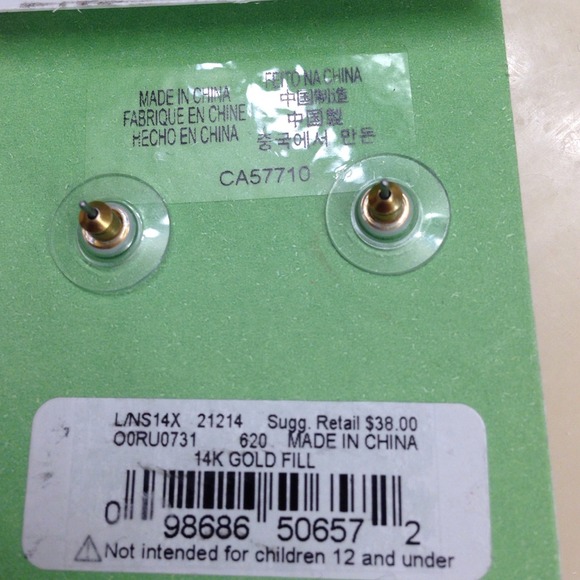 MADE IN CHINA
FABRIQUE EN CHINE
HECHO EN CHINA
FEITO NA CHINA
中国制造
中國製
중국에서 만든
CA57710
L/NS14X 21214 Sugg. Retail $38.00
O0RU0731 620 MADE IN CHINA
14K GOLD FILL
0 98686 50657 2
Not intended for children 12 and under